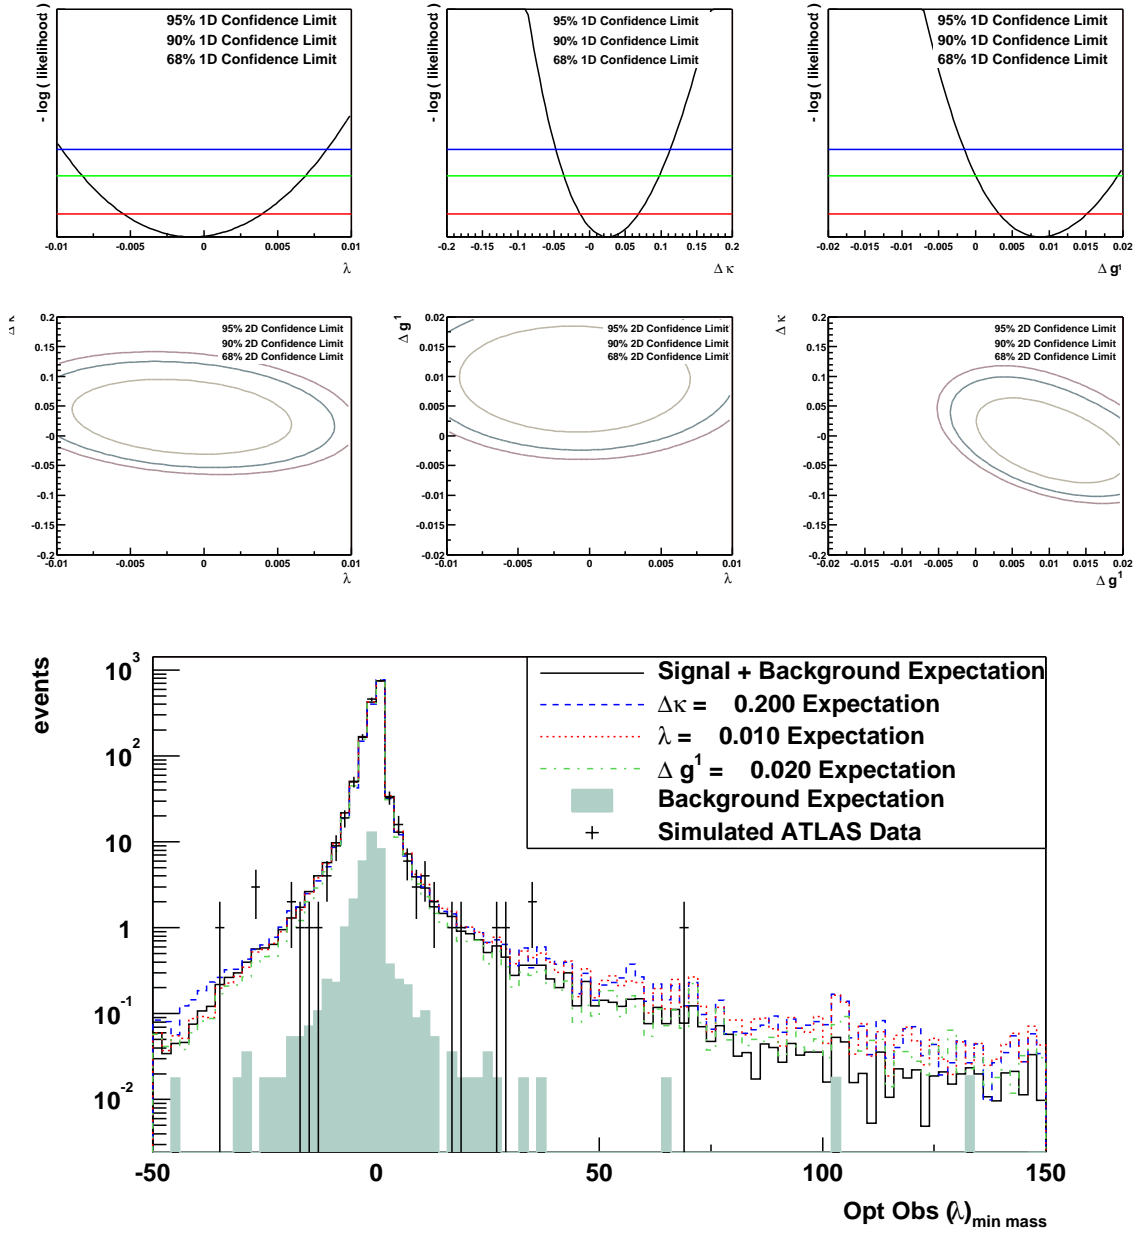 - log ( likelihood )
95% 1D Confidence Limit
90% 1D Confidence Limit
68% 1D Confidence Limit
-0.01 -0.005 0 0.005 0.01
λ
- log ( likelihood )
95% 1D Confidence Limit
90% 1D Confidence Limit
68% 1D Confidence Limit
-0.2 -0.15 -0.1 -0.05 0 0.05 0.1 0.15 0.2
Δ κ
- log ( likelihood )
95% 1D Confidence Limit
90% 1D Confidence Limit
68% 1D Confidence Limit
-0.02 -0.015 -0.01 -0.005 0 0.005 0.01 0.015 0.02
Δ g¹
Δ κ
95% 2D Confidence Limit
90% 2D Confidence Limit
68% 2D Confidence Limit
0.2
0.15
0.1
0.05
-0
-0.05
-0.1
-0.15
-0.2
-0.01 -0.005 0 0.005 0.01
λ
Δ g¹
95% 2D Confidence Limit
90% 2D Confidence Limit
68% 2D Confidence Limit
0.02
0.015
0.01
0.005
0
-0.005
-0.01
-0.015
-0.02
-0.01 -0.005 0 0.005 0.01
λ
Δ κ
95% 2D Confidence Limit
90% 2D Confidence Limit
68% 2D Confidence Limit
0.2
0.15
0.1
0.05
-0
-0.05
-0.1
-0.15
-0.2
-0.02 -0.015 -0.01 -0.005 0 0.005 0.01 0.015 0.02
Δ g¹
events
10³
10²
10
1
10⁻¹
10⁻²
Signal + Background Expectation
Δκ = 0.200 Expectation
λ = 0.010 Expectation
Δ g¹ = 0.020 Expectation
Background Expectation
Simulated ATLAS Data
-50 0 50 100 150
Opt Obs (λ)min mass